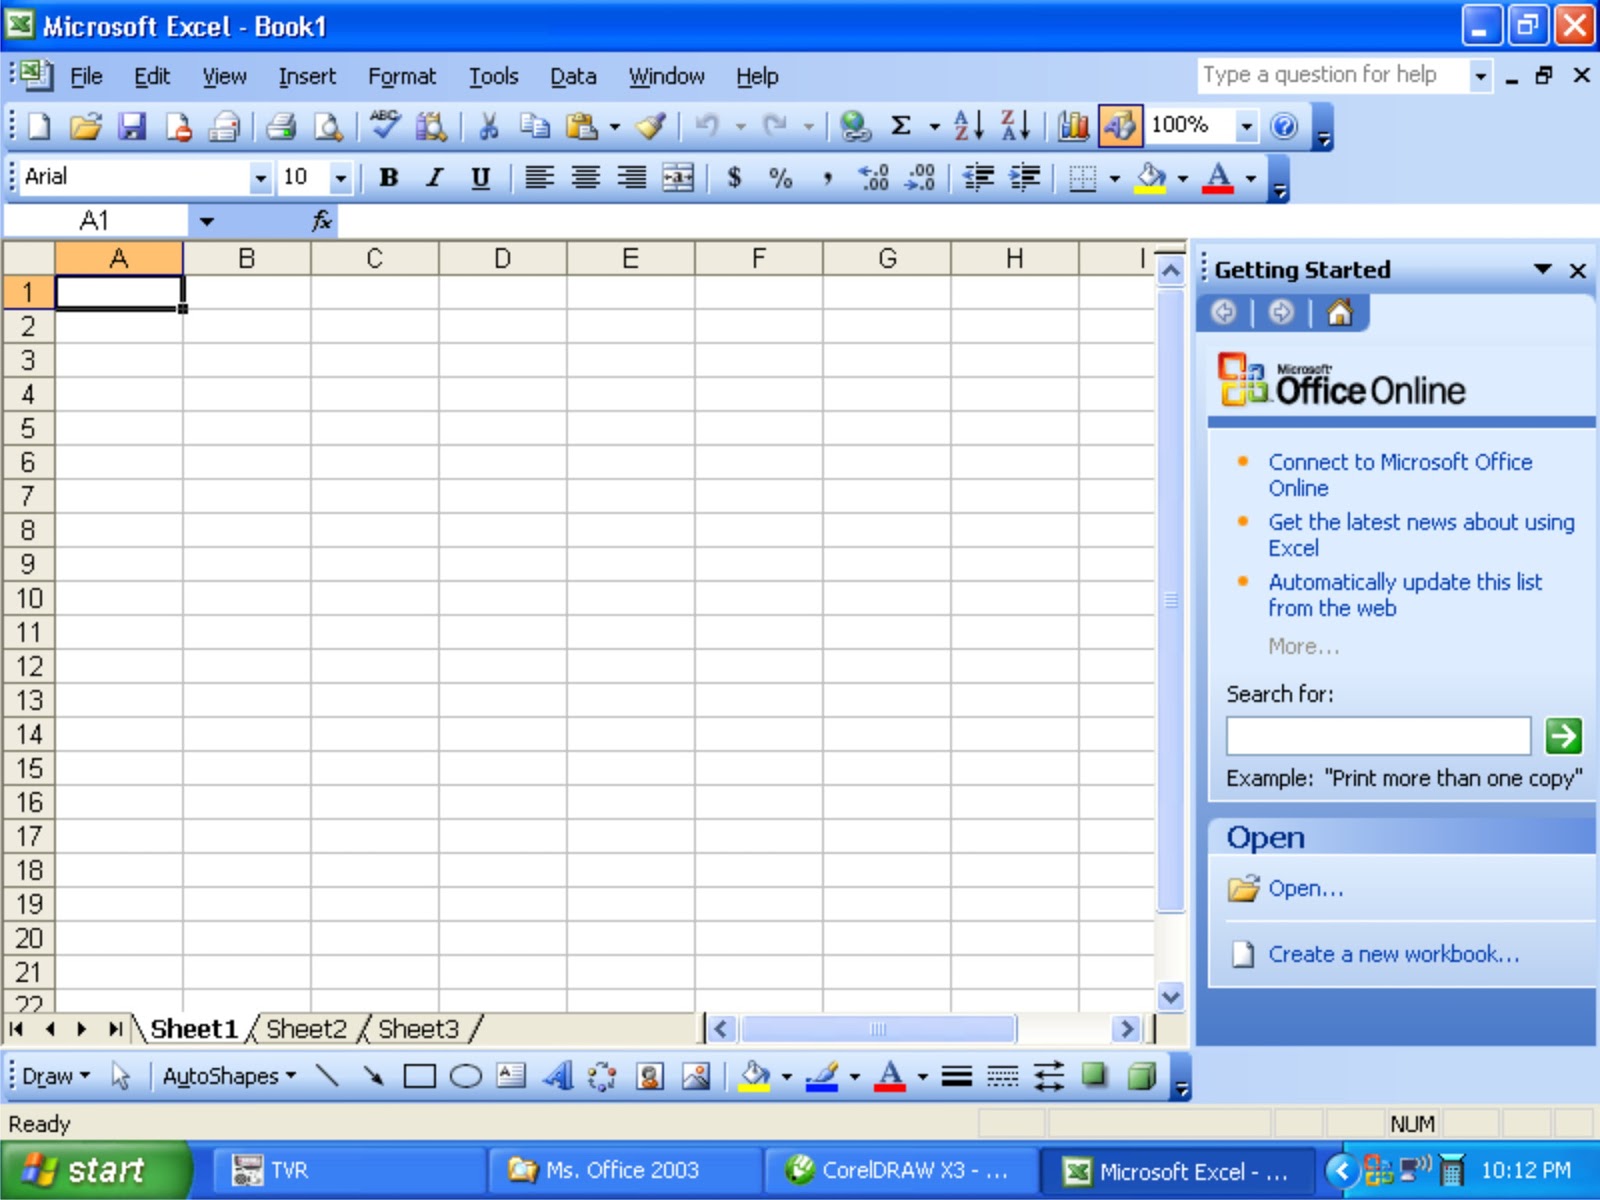 Microsoft Excel - Book1
File Edit View Insert Format Tools Data Window Help Type a question for help
ABC Σ A Z Z A 100%
Arial 10 B I U a $ % , .0 .00 .00 .0 A
A1 fx
A B C D E F G H I
1
2
3
4
5
6
7
8
9
10
11
12
13
14
15
16
17
18
19
20
21
22
Getting Started
Microsoft
Office Online
Connect to Microsoft Office
Online
Get the latest news about using
Excel
Automatically update this list
from the web
More...
Search for:
Example: "Print more than one copy"
Open
Open...
Create a new workbook...
Sheet1 Sheet2 Sheet3
Draw AutoShapes A A A
Ready NUM
start TVR Ms. Office 2003 CorelDRAW X3 - ... Microsoft Excel - ... 10:12 PM